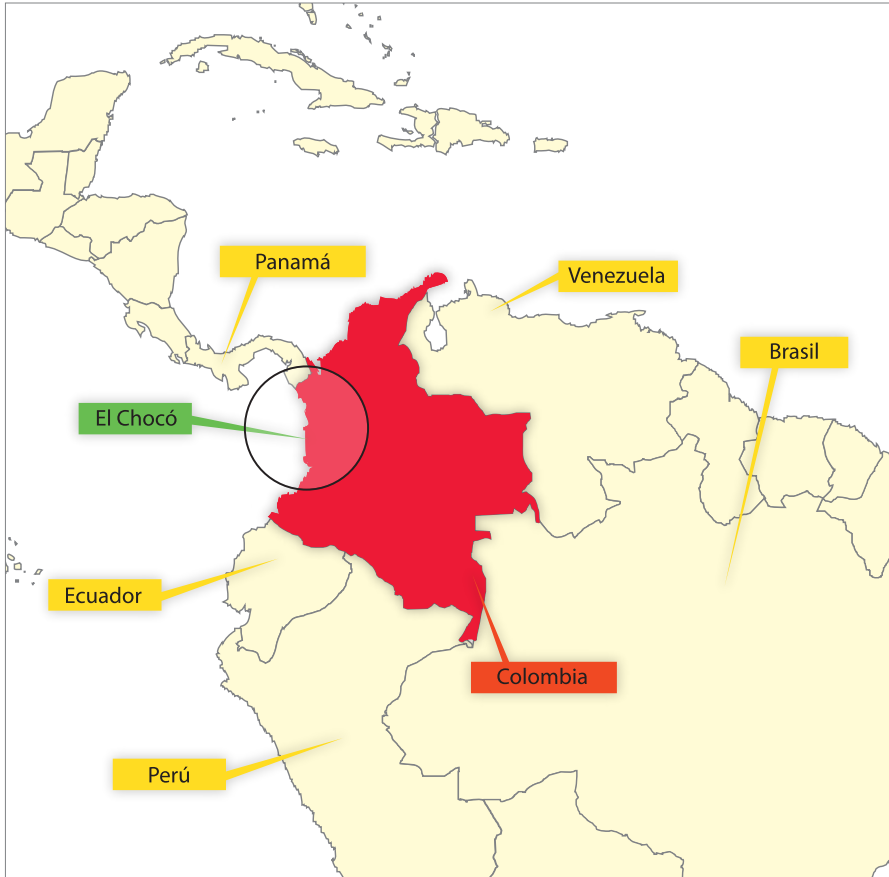 Panamá
Venezuela
Brasil
El Chocó
Ecuador
Colombia
Perú